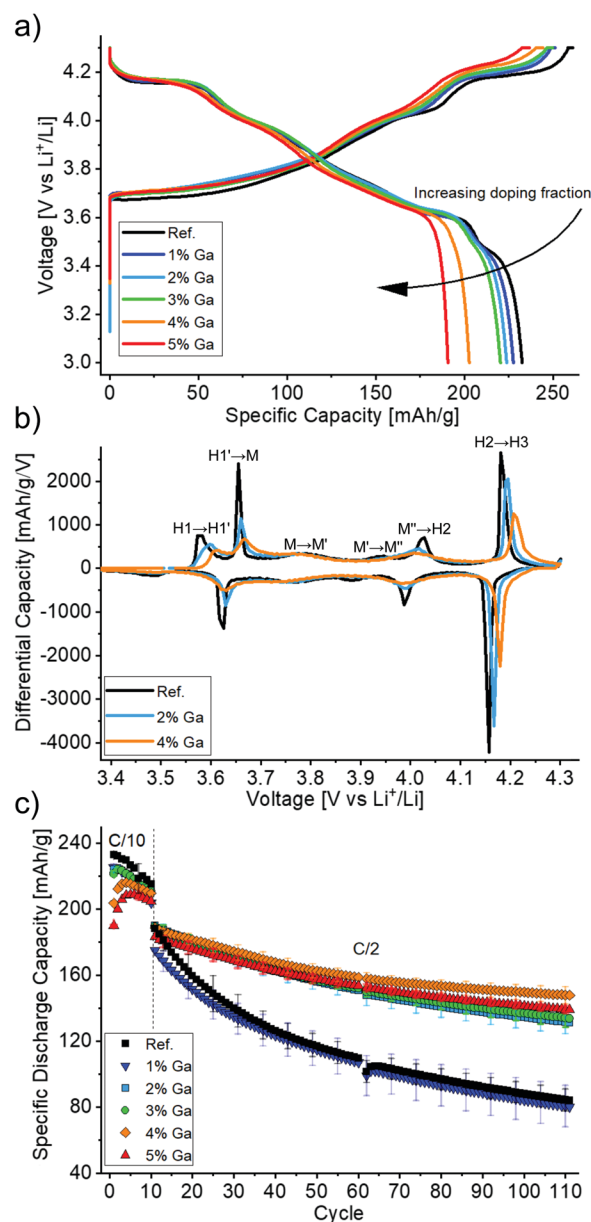 a)
4.2
4.0
3.8
3.6
3.4
3.2
3.0
Voltage [V vs Li⁺/Li]
Increasing doping fraction
Ref.
1% Ga
2% Ga
3% Ga
4% Ga
5% Ga
0 50 100 150 200 250
Specific Capacity [mAh/g]
b)
H1'→M
H2→H3
H1→H1'
M→M'
M'→M"
M"→H2
2000
1000
0
-1000
-2000
-3000
-4000
Differential Capacity [mAh/g/V]
Ref.
2% Ga
4% Ga
3.4 3.5 3.6 3.7 3.8 3.9 4.0 4.1 4.2 4.3
Voltage [V vs Li⁺/Li]
c)
C/10
C/2
240
200
160
120
80
40
Specific Discharge Capacity [mAh/g]
Ref.
1% Ga
2% Ga
3% Ga
4% Ga
5% Ga
0 10 20 30 40 50 60 70 80 90 100 110
Cycle